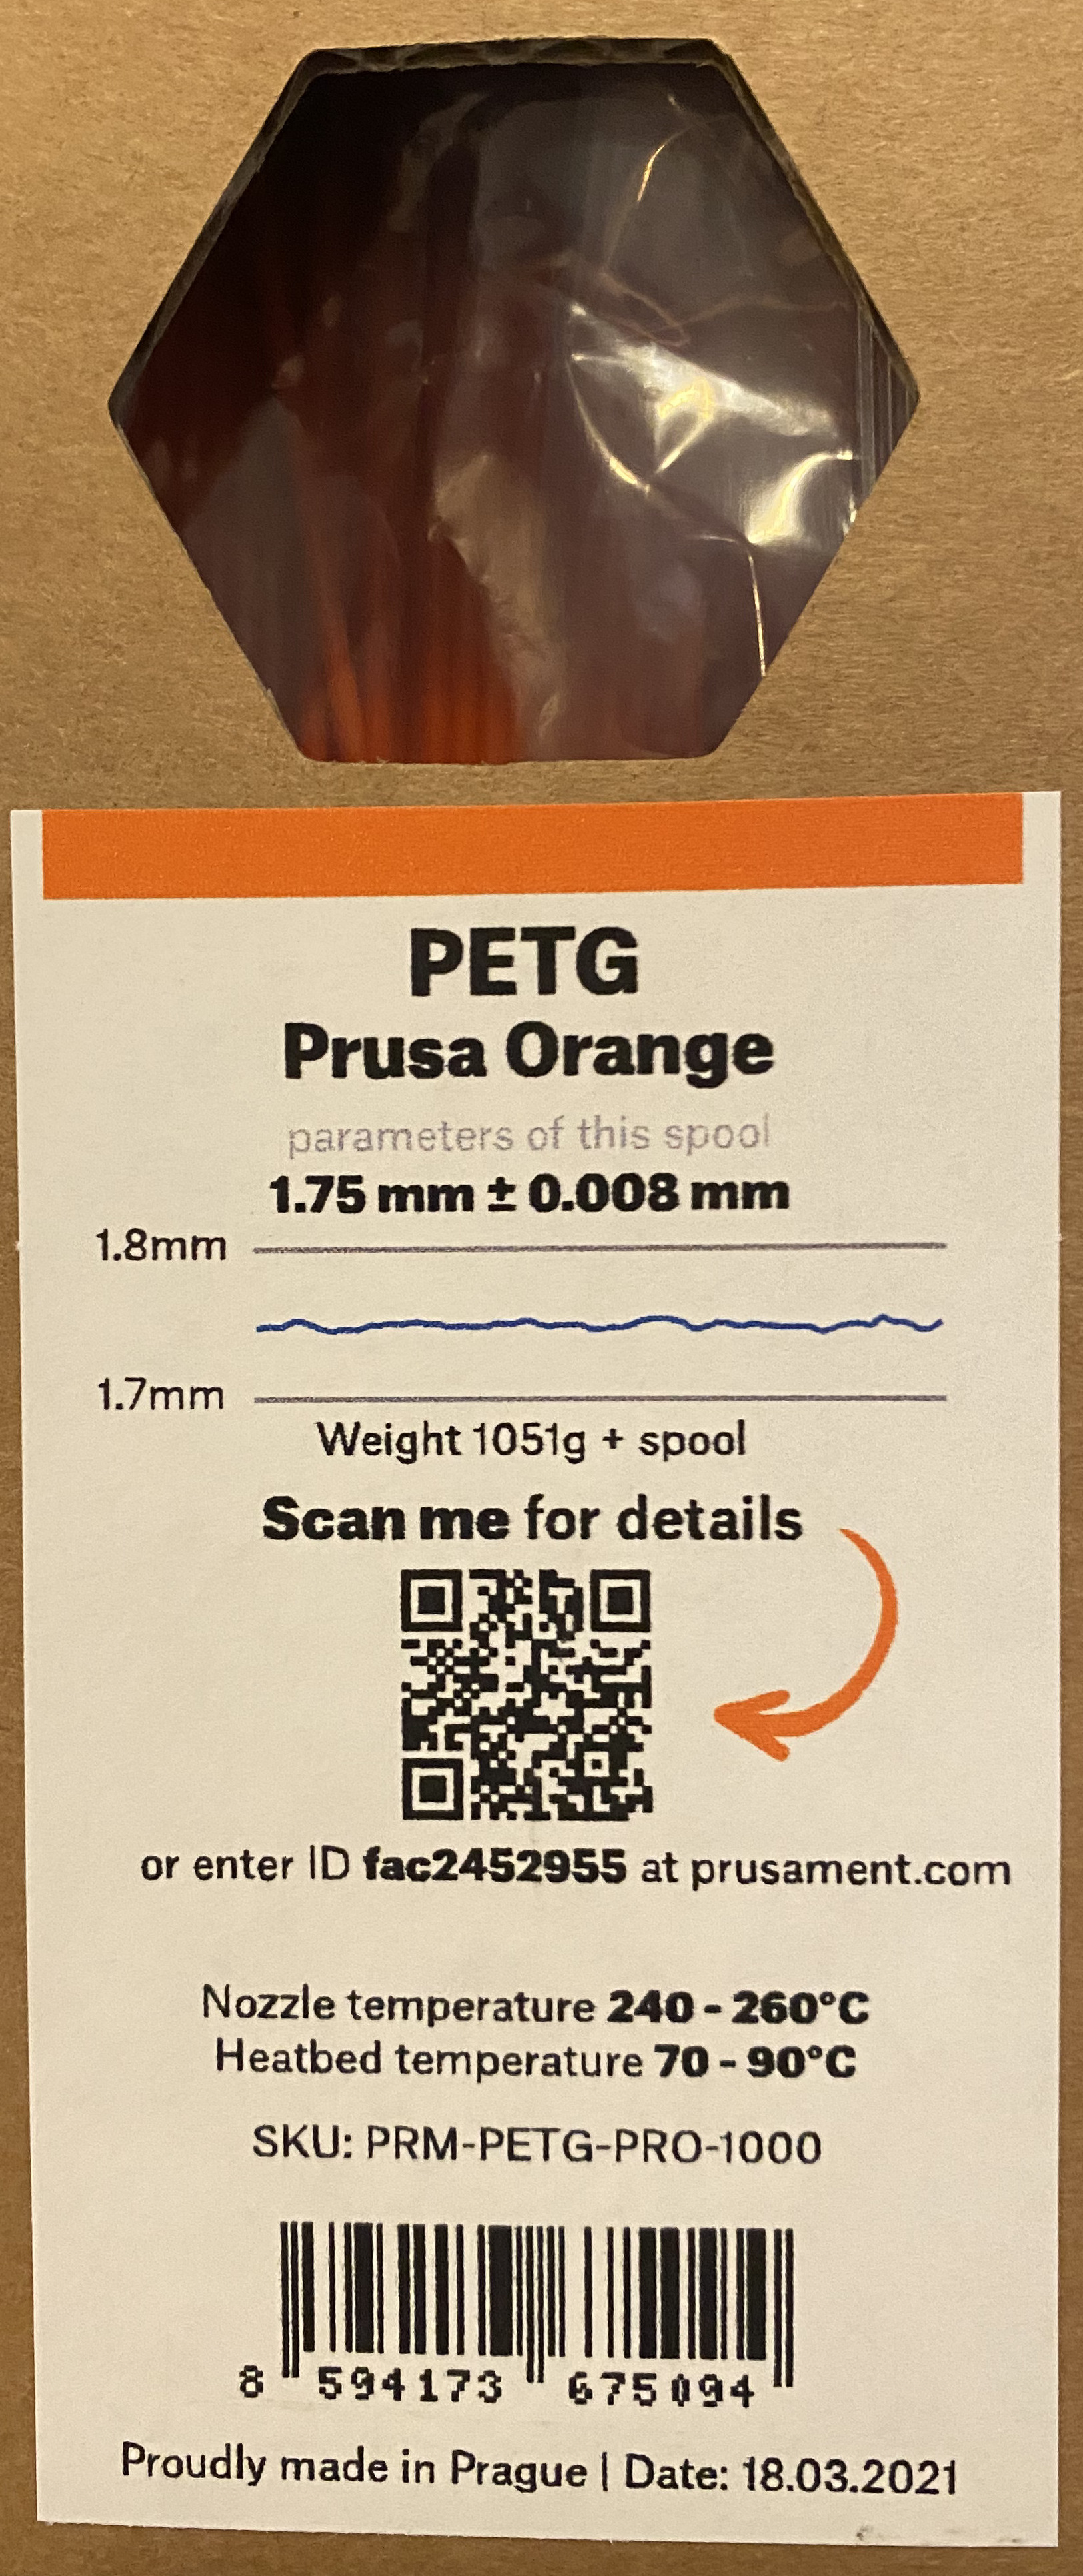 PETG
Prusa Orange
parameters of this spool
1.75 mm ± 0.008 mm
1.8mm
1.7mm
Weight 1051g + spool
Scan me for details
or enter ID fac2452955 at prusament.com
Nozzle temperature 240 - 260°C
Heatbed temperature 70 - 90°C
SKU: PRM-PETG-PRO-1000
8 594173 675094
Proudly made in Prague | Date: 18.03.2021